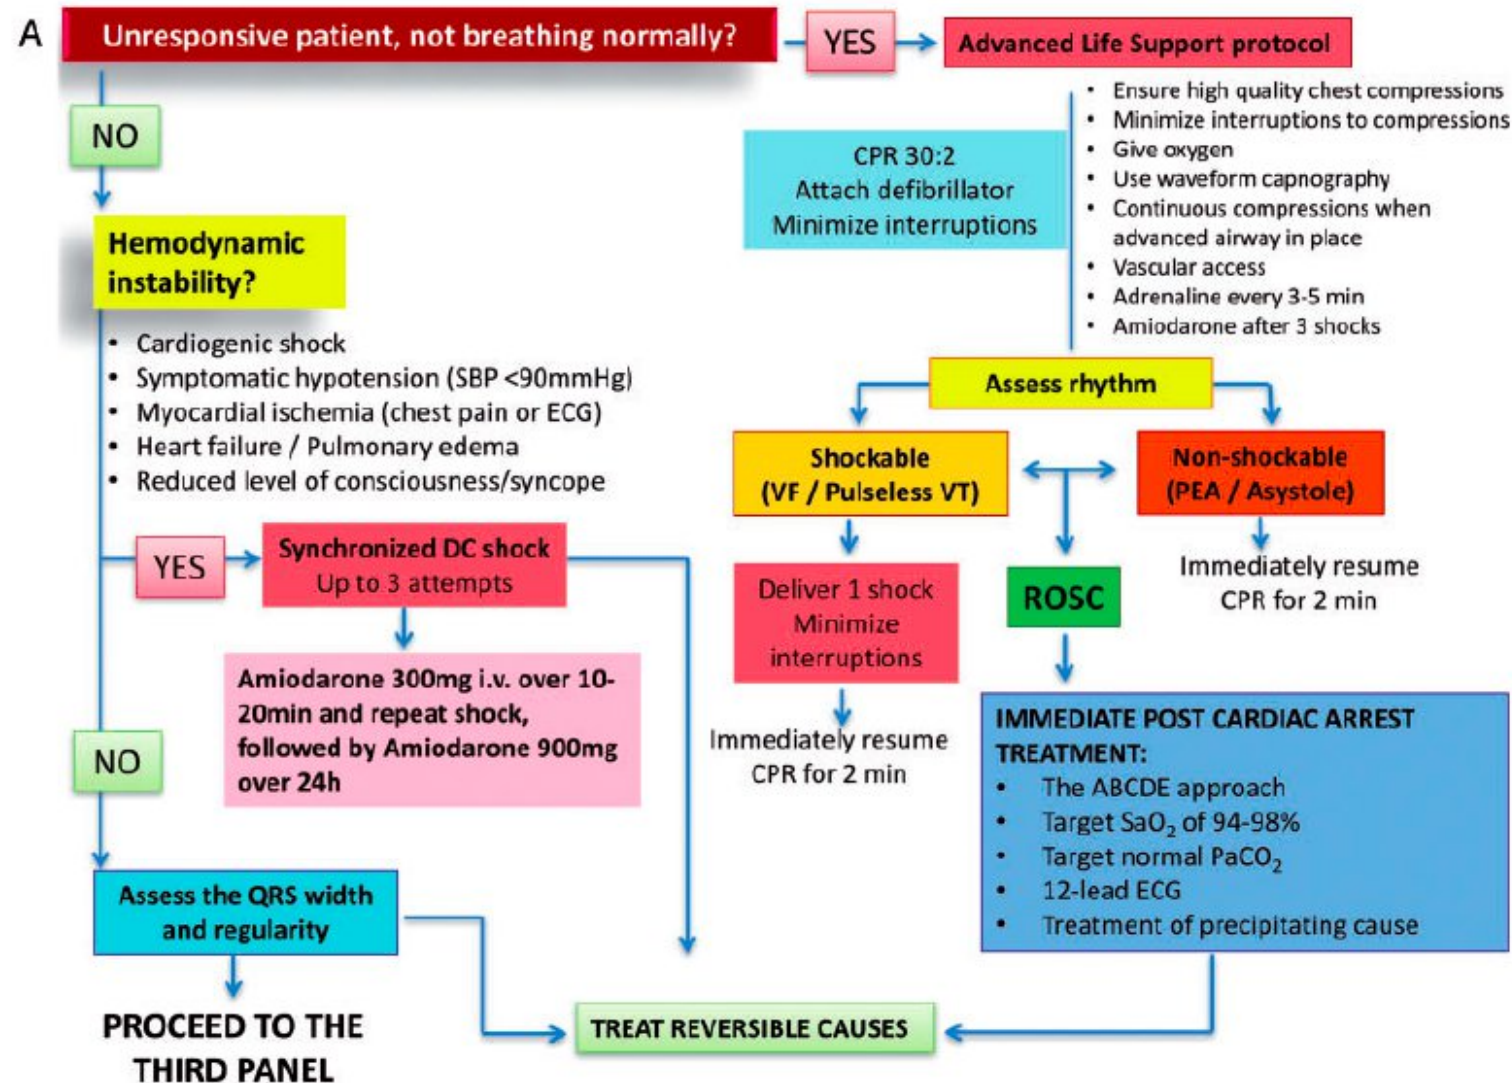 A
Unresponsive patient, not breathing normally?
YES
Advanced Life Support protocol
• Ensure high quality chest compressions
• Minimize interruptions to compressions
• Give oxygen
• Use waveform capnography
• Continuous compressions when
advanced airway in place
• Vascular access
• Adrenaline every 3-5 min
• Amiodarone after 3 shocks
CPR 30:2
Attach defibrillator
Minimize interruptions
NO
Hemodynamic
instability?
• Cardiogenic shock
• Symptomatic hypotension (SBP <90mmHg)
• Myocardial ischemia (chest pain or ECG)
• Heart failure / Pulmonary edema
• Reduced level of consciousness/syncope
Assess rhythm
Shockable
(VF / Pulseless VT)
Non-shockable
(PEA / Asystole)
YES
Synchronized DC shock
Up to 3 attempts
Deliver 1 shock
Minimize
interruptions
ROSC
Immediately resume
CPR for 2 min
Amiodarone 300mg i.v. over 10-
20min and repeat shock,
followed by Amiodarone 900mg
over 24h
Immediately resume
CPR for 2 min
IMMEDIATE POST CARDIAC ARREST
TREATMENT:
• The ABCDE approach
• Target SaO₂ of 94-98%
• Target normal PaCO₂
• 12-lead ECG
• Treatment of precipitating cause
NO
Assess the QRS width
and regularity
PROCEED TO THE
THIRD PANEL
TREAT REVERSIBLE CAUSES